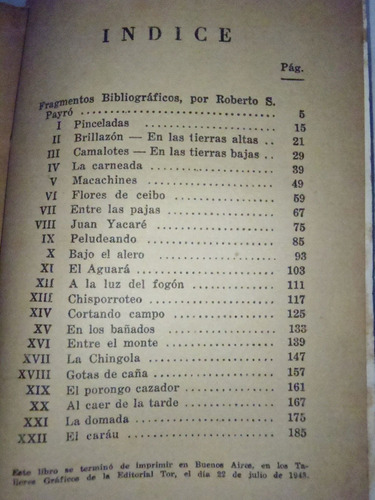 INDICE
Pág.
Fragmentos Bibliográficos, por Roberto S.
Payró ........ 5
I Pinceladas ........ 15
II Brillazón — En las tierras altas .. 21
III Camalotes — En las tierras bajas .. 29
IV La carneada ........ 39
V Macachines ........ 49
VI Flores de ceibo ........ 59
VII Entre las pajas ........ 67
VIII Juan Yacaré ........ 75
IX Peludeando ........ 85
X Bajo el alero ........ 93
XI El Aguará ........ 103
XII A la luz del fogón ........ 111
XIII Chisporroteo ........ 117
XIV Cortando campo ........ 125
XV En los bañados ........ 133
XVI Entre el monte ........ 139
XVII La Chingola ........ 147
XVIII Gotas de caña ........ 157
XIX El porongo cazador ........ 161
XX Al caer de la tarde ........ 167
XXI La domada ........ 175
XXII El caráu ........ 185
Este libro se terminó de imprimir en Buenos Aires, en los Ta-
lleres Gráficos de la Editorial Tor, el día 22 de julio de 1943.